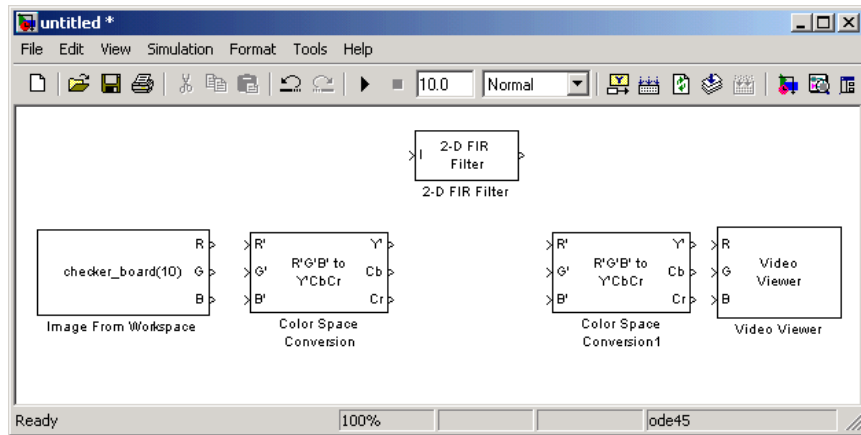 untitled *
File Edit View Simulation Format Tools Help
10.0 Normal
I 2-D FIR Filter
2-D FIR Filter
checker_board(10) R G B
Image From Workspace
R' G' B' R'G'B' to Y'CbCr Y' Cb Cr
Color Space Conversion
R' G' B' R'G'B' to Y'CbCr Y' Cb Cr
Color Space Conversion1
R G B Video Viewer
Video Viewer
Ready 100% ode45